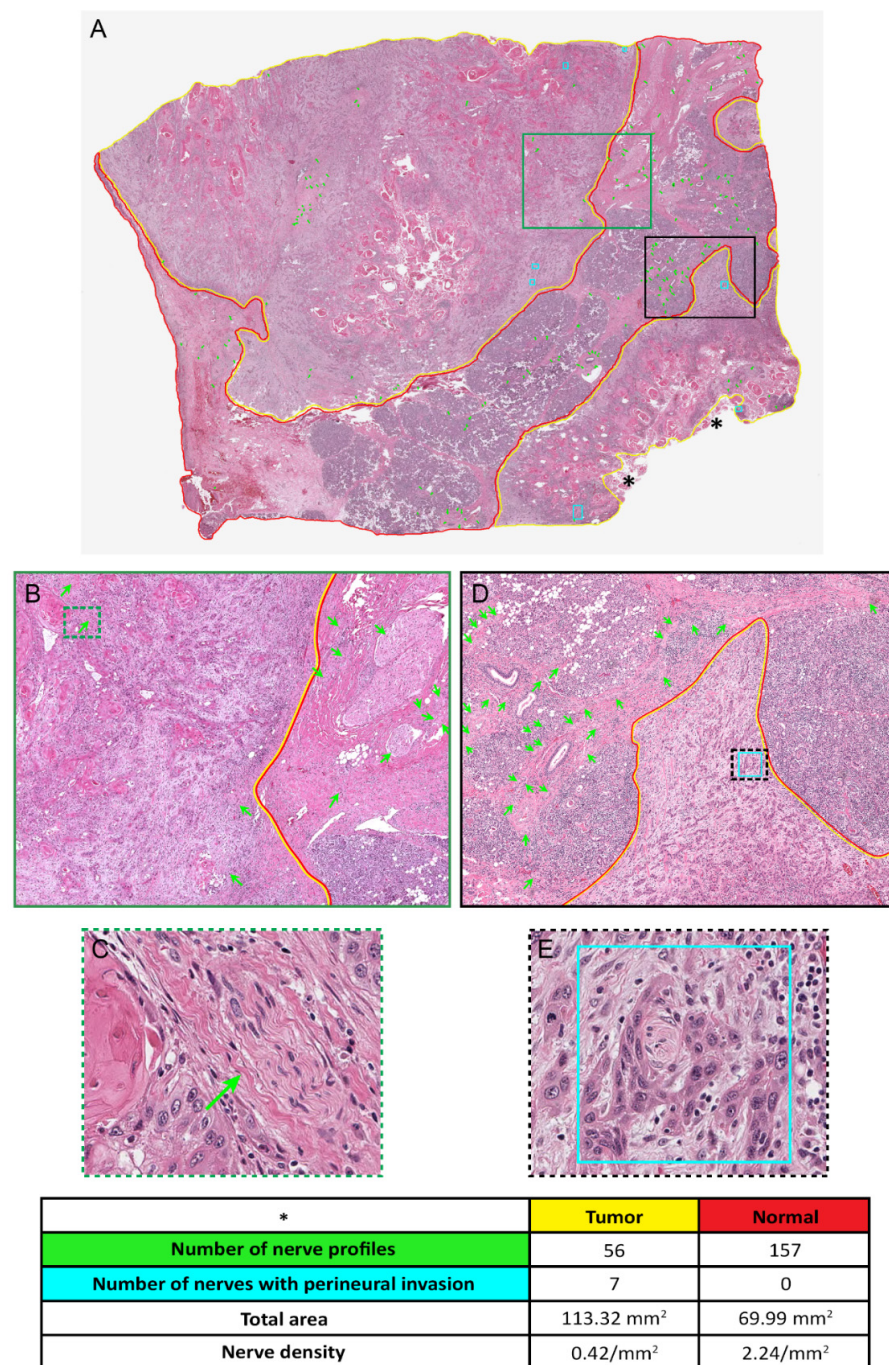 A
*
*
B
D
C
E
* Tumor Normal
Number of nerve profiles 56 157
Number of nerves with perineural invasion 7 0
Total area 113.32 mm² 69.99 mm²
Nerve density 0.42/mm² 2.24/mm²